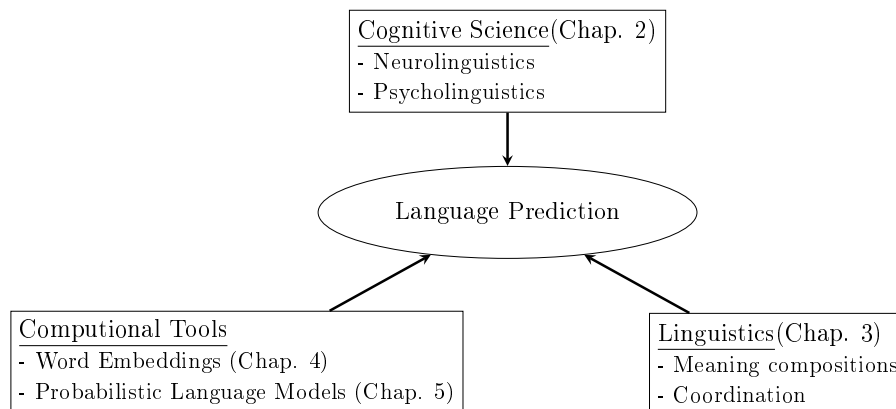 Cognitive Science(Chap. 2)
- Neurolinguistics
- Psycholinguistics
Language Prediction
Computional Tools
- Word Embeddings (Chap. 4)
- Probabilistic Language Models (Chap. 5)
Linguistics(Chap. 3)
- Meaning compositions
- Coordination